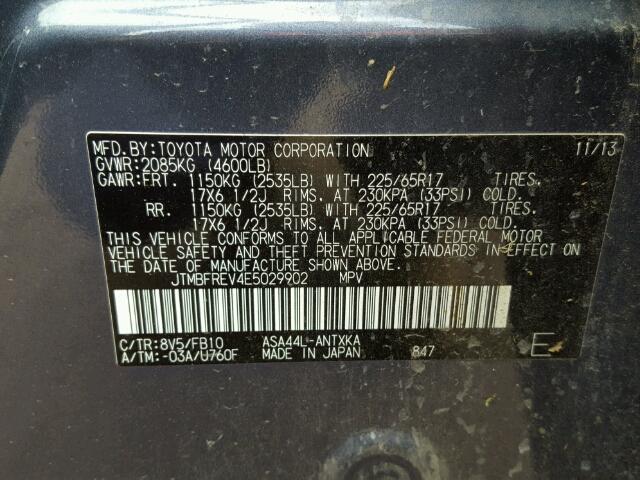 MFD. BY: TOYOTA MOTOR CORPORATION 11/13
GVWR: 2085KG (4600LB)
GAWR: FRT. 1150KG (2535LB) WITH 225/65R17 TIRES.
17X6 1/2J RIMS. AT 230KPA (33PSI) COLD.
RR. 1150KG (2535LB) WITH 225/65R17 TIRES.
17X6 1/2J RIMS. AT 230KPA (33PSI) COLD.
THIS VEHICLE CONFORMS TO ALL APPLICABLE FEDERAL MOTOR
VEHICLE SAFETY AND THEFT PREVENTION STANDARDS IN EFFECT ON
THE DATE OF MANUFACTURE SHOWN ABOVE.
JTMBFREV4E5029902 MPV
C/TR: 8V5/FB10 ASA44L-ANTXKA
A/TM: -03A/U760F MADE IN JAPAN 847 E